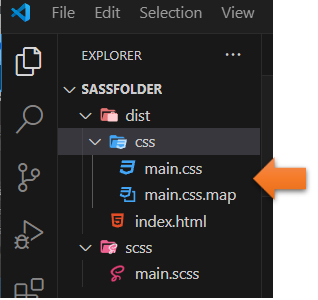 File Edit Selection View
EXPLORER
SASSFOLDER
dist
css
main.css
main.css.map
index.html
scss
main.scss